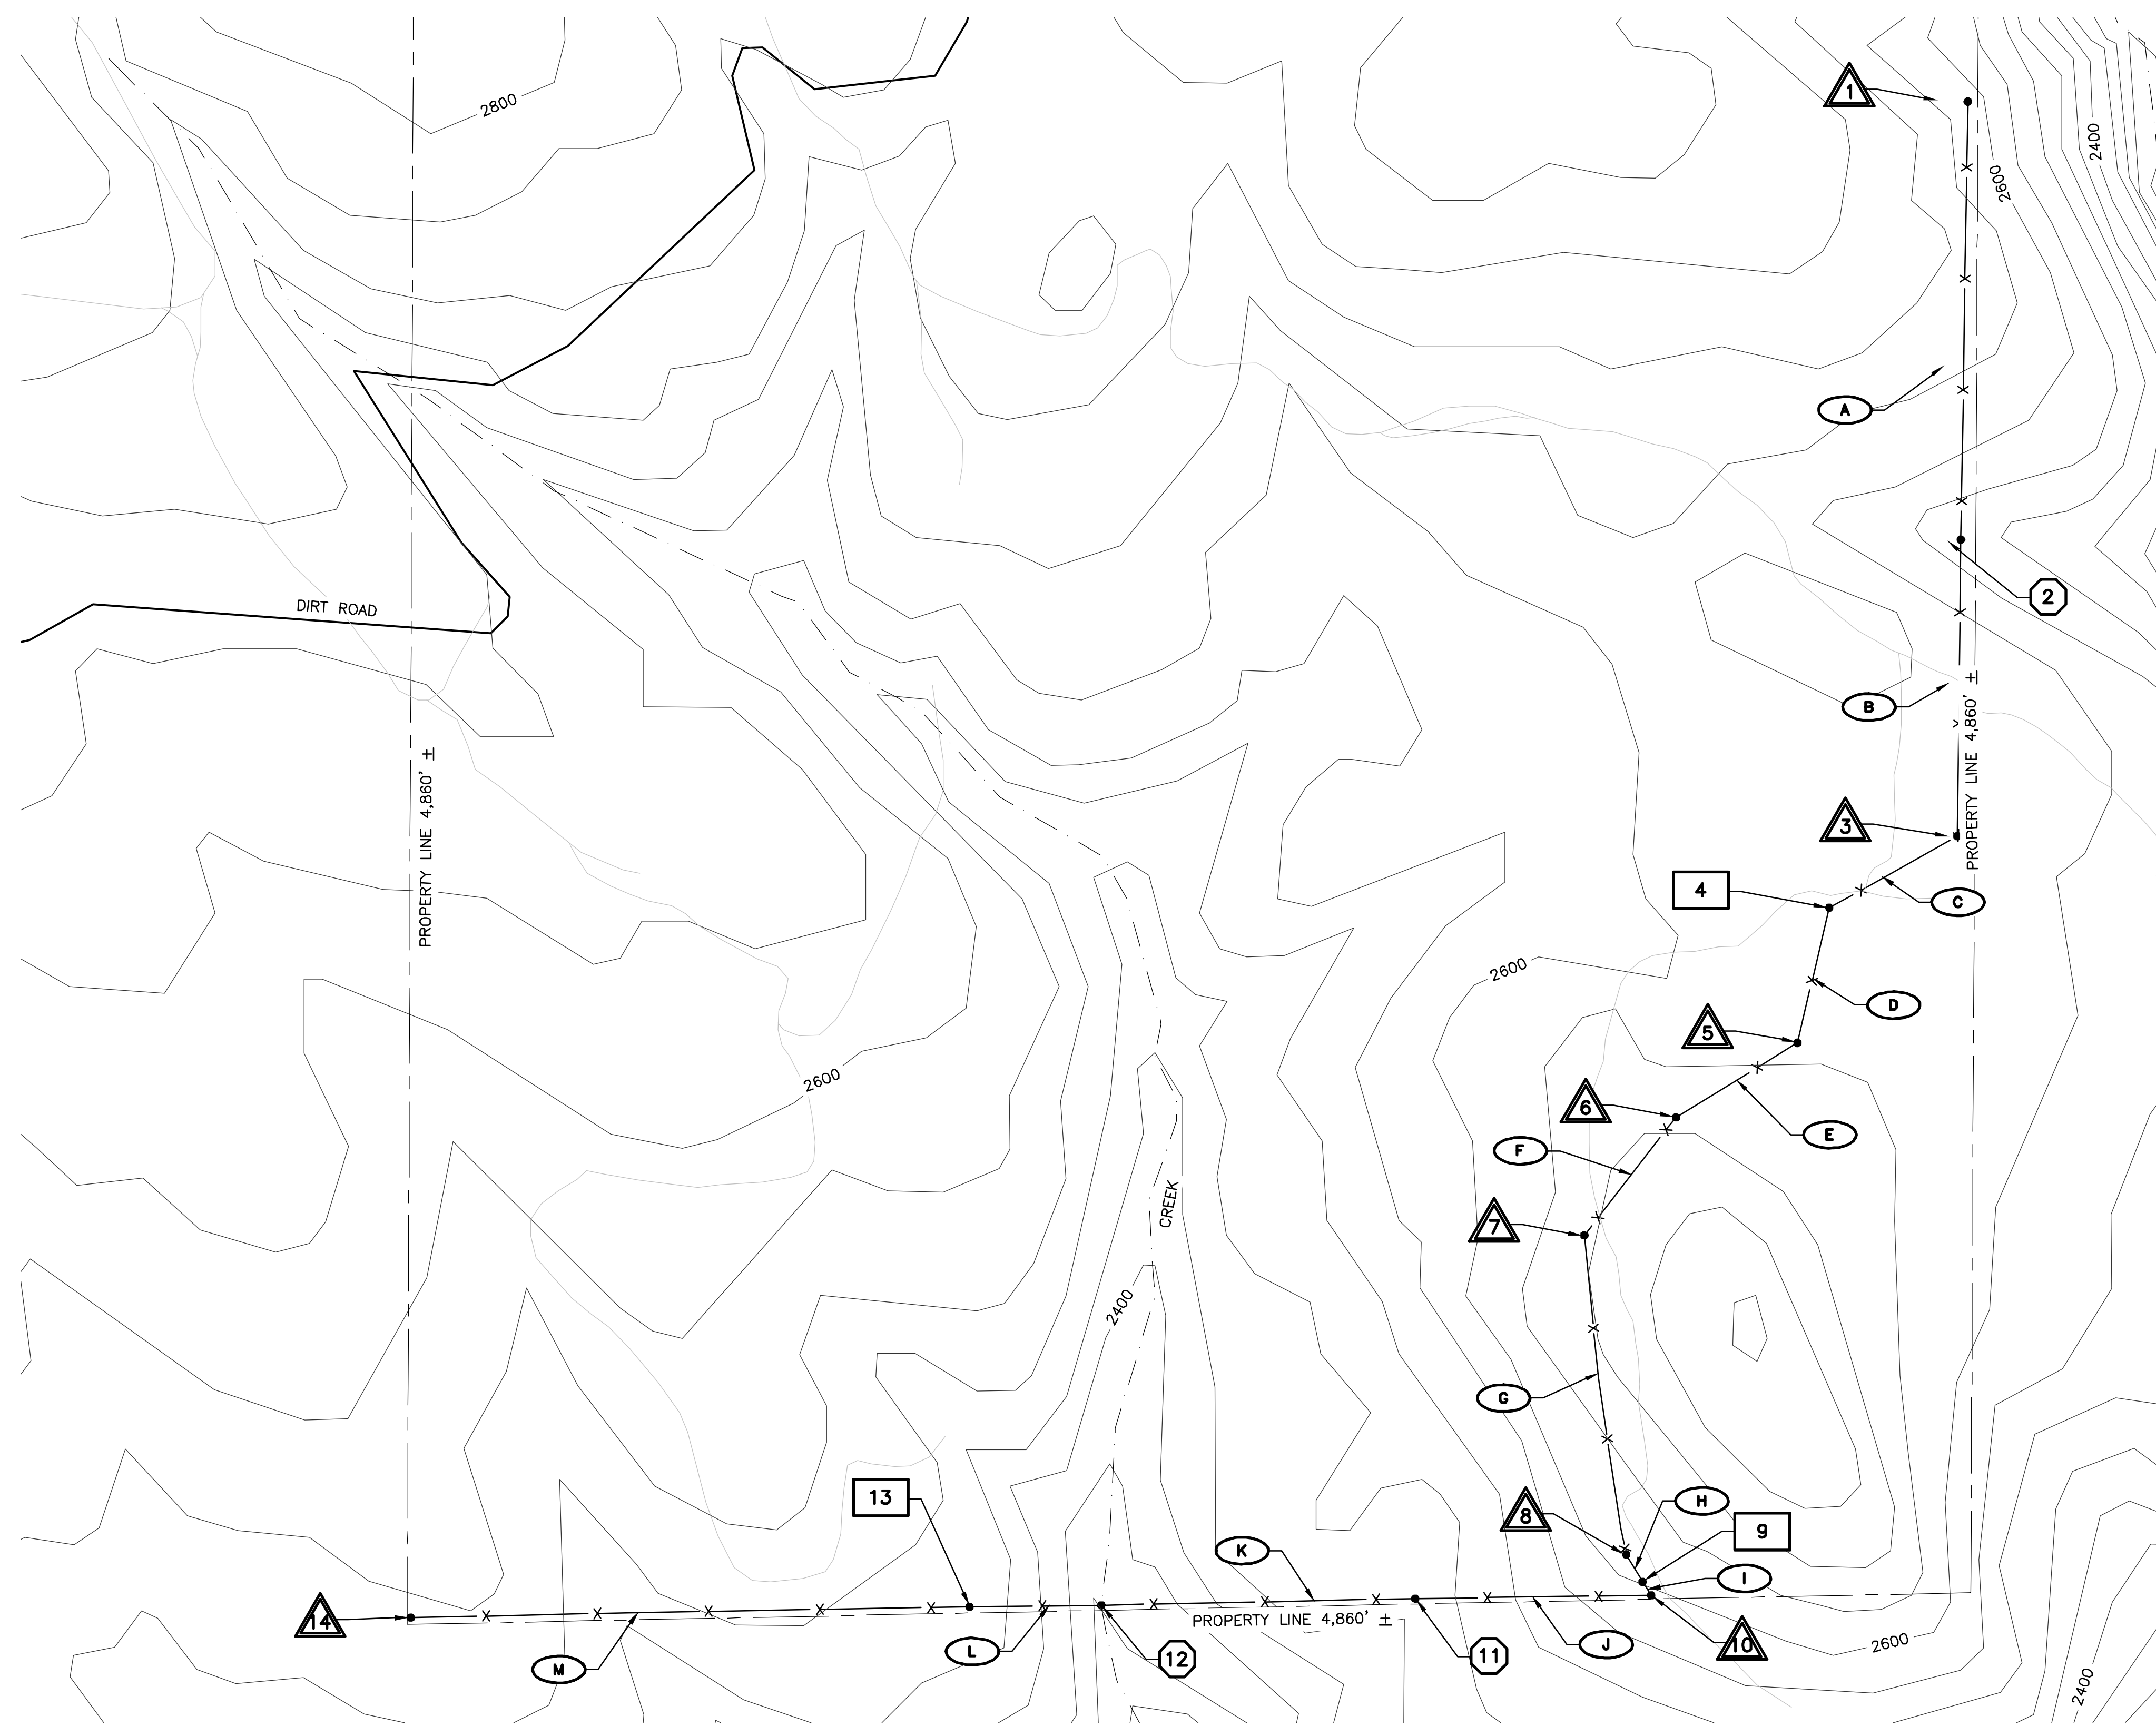 2800
1
2400
2600
A
2
DIRT ROAD
B
PROPERTY LINE 4,860' ±
PROPERTY LINE 4,860' ±
3
4
C
2600
D
5
2600
6
E
F
7
CREEK
2400
G
13
8
H
9
K
I
14
PROPERTY LINE 4,860' ±
10
J
2600
L
12
11
M
2400